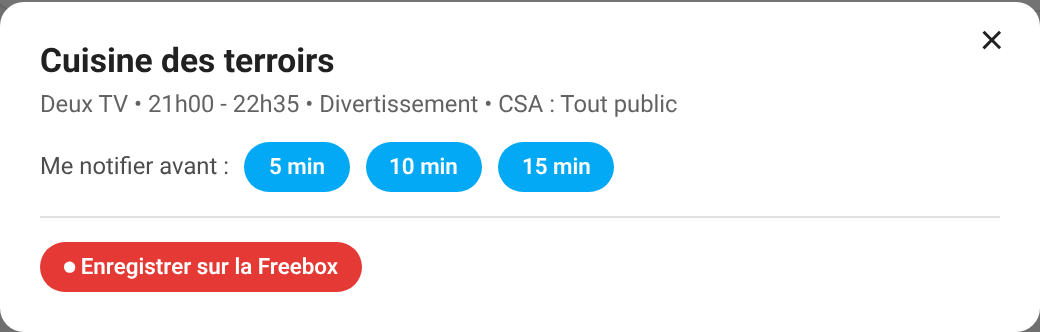 Cuisine des terroirs
Deux TV • 21h00 - 22h35 • Divertissement • CSA : Tout public
Me notifier avant : 5 min 10 min 15 min
Enregistrer sur la Freebox